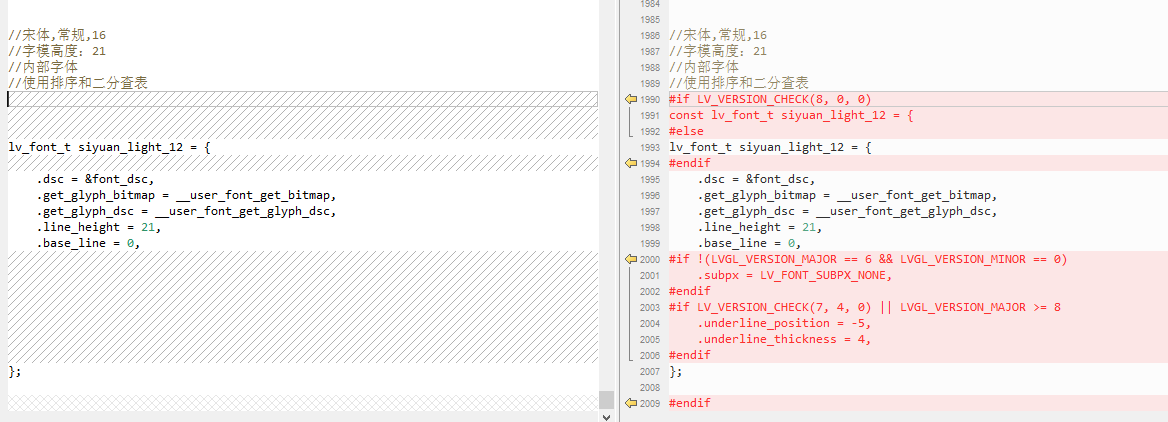 //宋体,常规,16
//字模高度：21
//内部字体
//使用排序和二分查表
lv_font_t siyuan_light_12 = {
.dsc = &font_dsc,
.get_glyph_bitmap = __user_font_get_bitmap,
.get_glyph_dsc = __user_font_get_glyph_dsc,
.line_height = 21,
.base_line = 0,
};
1984
1985
1986 //宋体,常规,16
1987 //字模高度：21
1988 //内部字体
1989 //使用排序和二分查表
1990 #if LV_VERSION_CHECK(8, 0, 0)
1991 const lv_font_t siyuan_light_12 = {
1992 #else
1993 lv_font_t siyuan_light_12 = {
1994 #endif
1995 .dsc = &font_dsc,
1996 .get_glyph_bitmap = __user_font_get_bitmap,
1997 .get_glyph_dsc = __user_font_get_glyph_dsc,
1998 .line_height = 21,
1999 .base_line = 0,
2000 #if !(LVGL_VERSION_MAJOR == 6 && LVGL_VERSION_MINOR == 0)
2001 .subpx = LV_FONT_SUBPX_NONE,
2002 #endif
2003 #if LV_VERSION_CHECK(7, 4, 0) || LVGL_VERSION_MAJOR >= 8
2004 .underline_position = -5,
2005 .underline_thickness = 4,
2006 #endif
2007 };
2008
2009 #endif